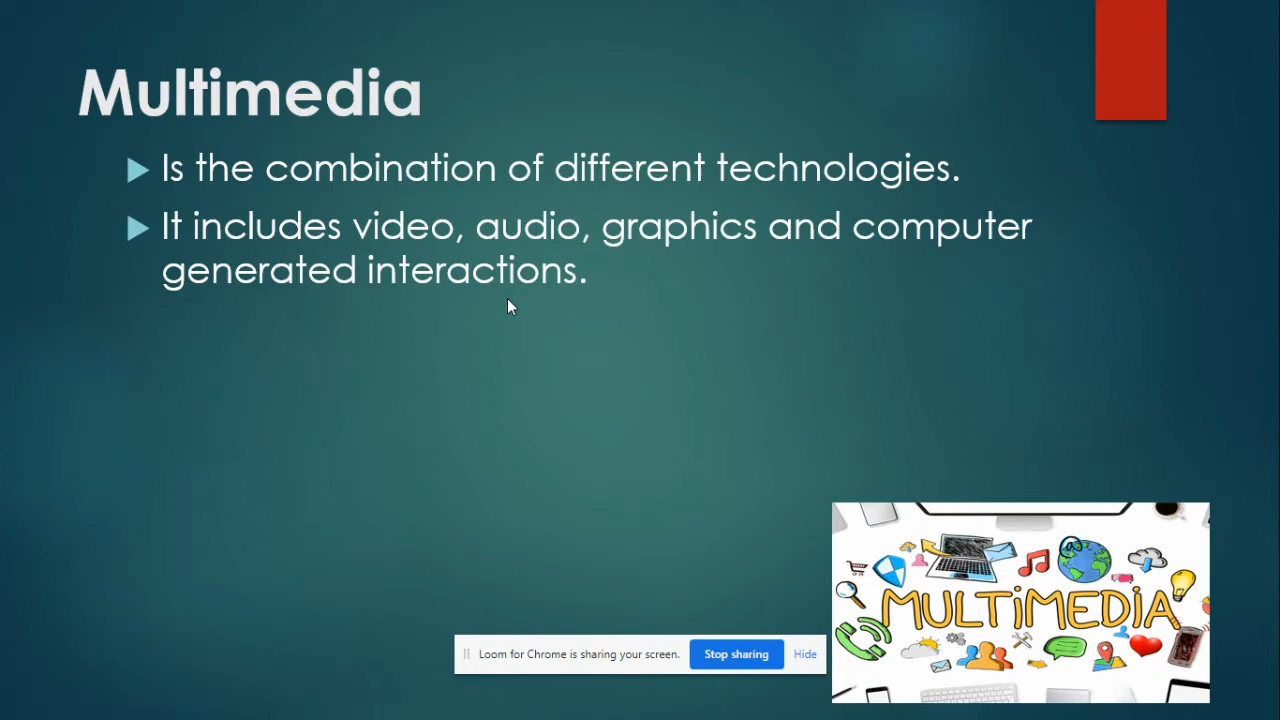 Multimedia
Is the combination of different technologies.
It includes video, audio, graphics and computer
generated interactions.
MULTiMEDiA
Loom for Chrome is sharing your screen. Stop sharing Hide